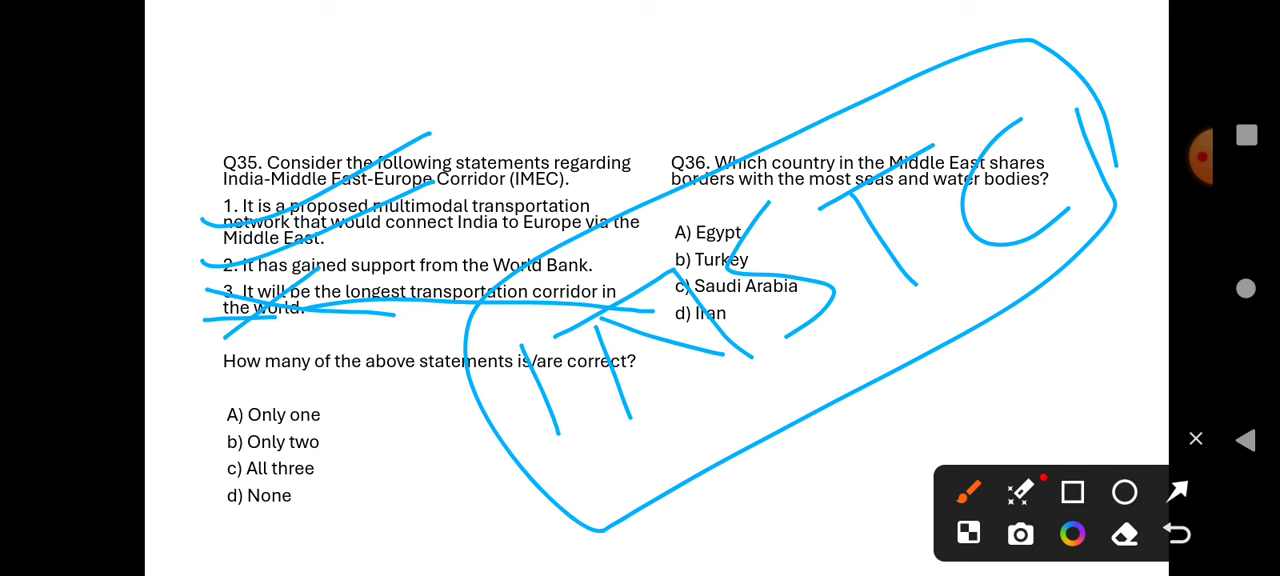 Q35. Consider the following statements regarding
India-Middle East-Europe Corridor (IMEC).
1. It is a proposed multimodal transportation
network that would connect India to Europe via the
Middle East.
2. It has gained support from the World Bank.
3. It will be the longest transportation corridor in
the world.
How many of the above statements is/are correct?
A) Only one
b) Only two
c) All three
d) None
Q36. Which country in the Middle East shares
borders with the most seas and water bodies?
A) Egypt
b) Turkey
c) Saudi Arabia
d) Iran